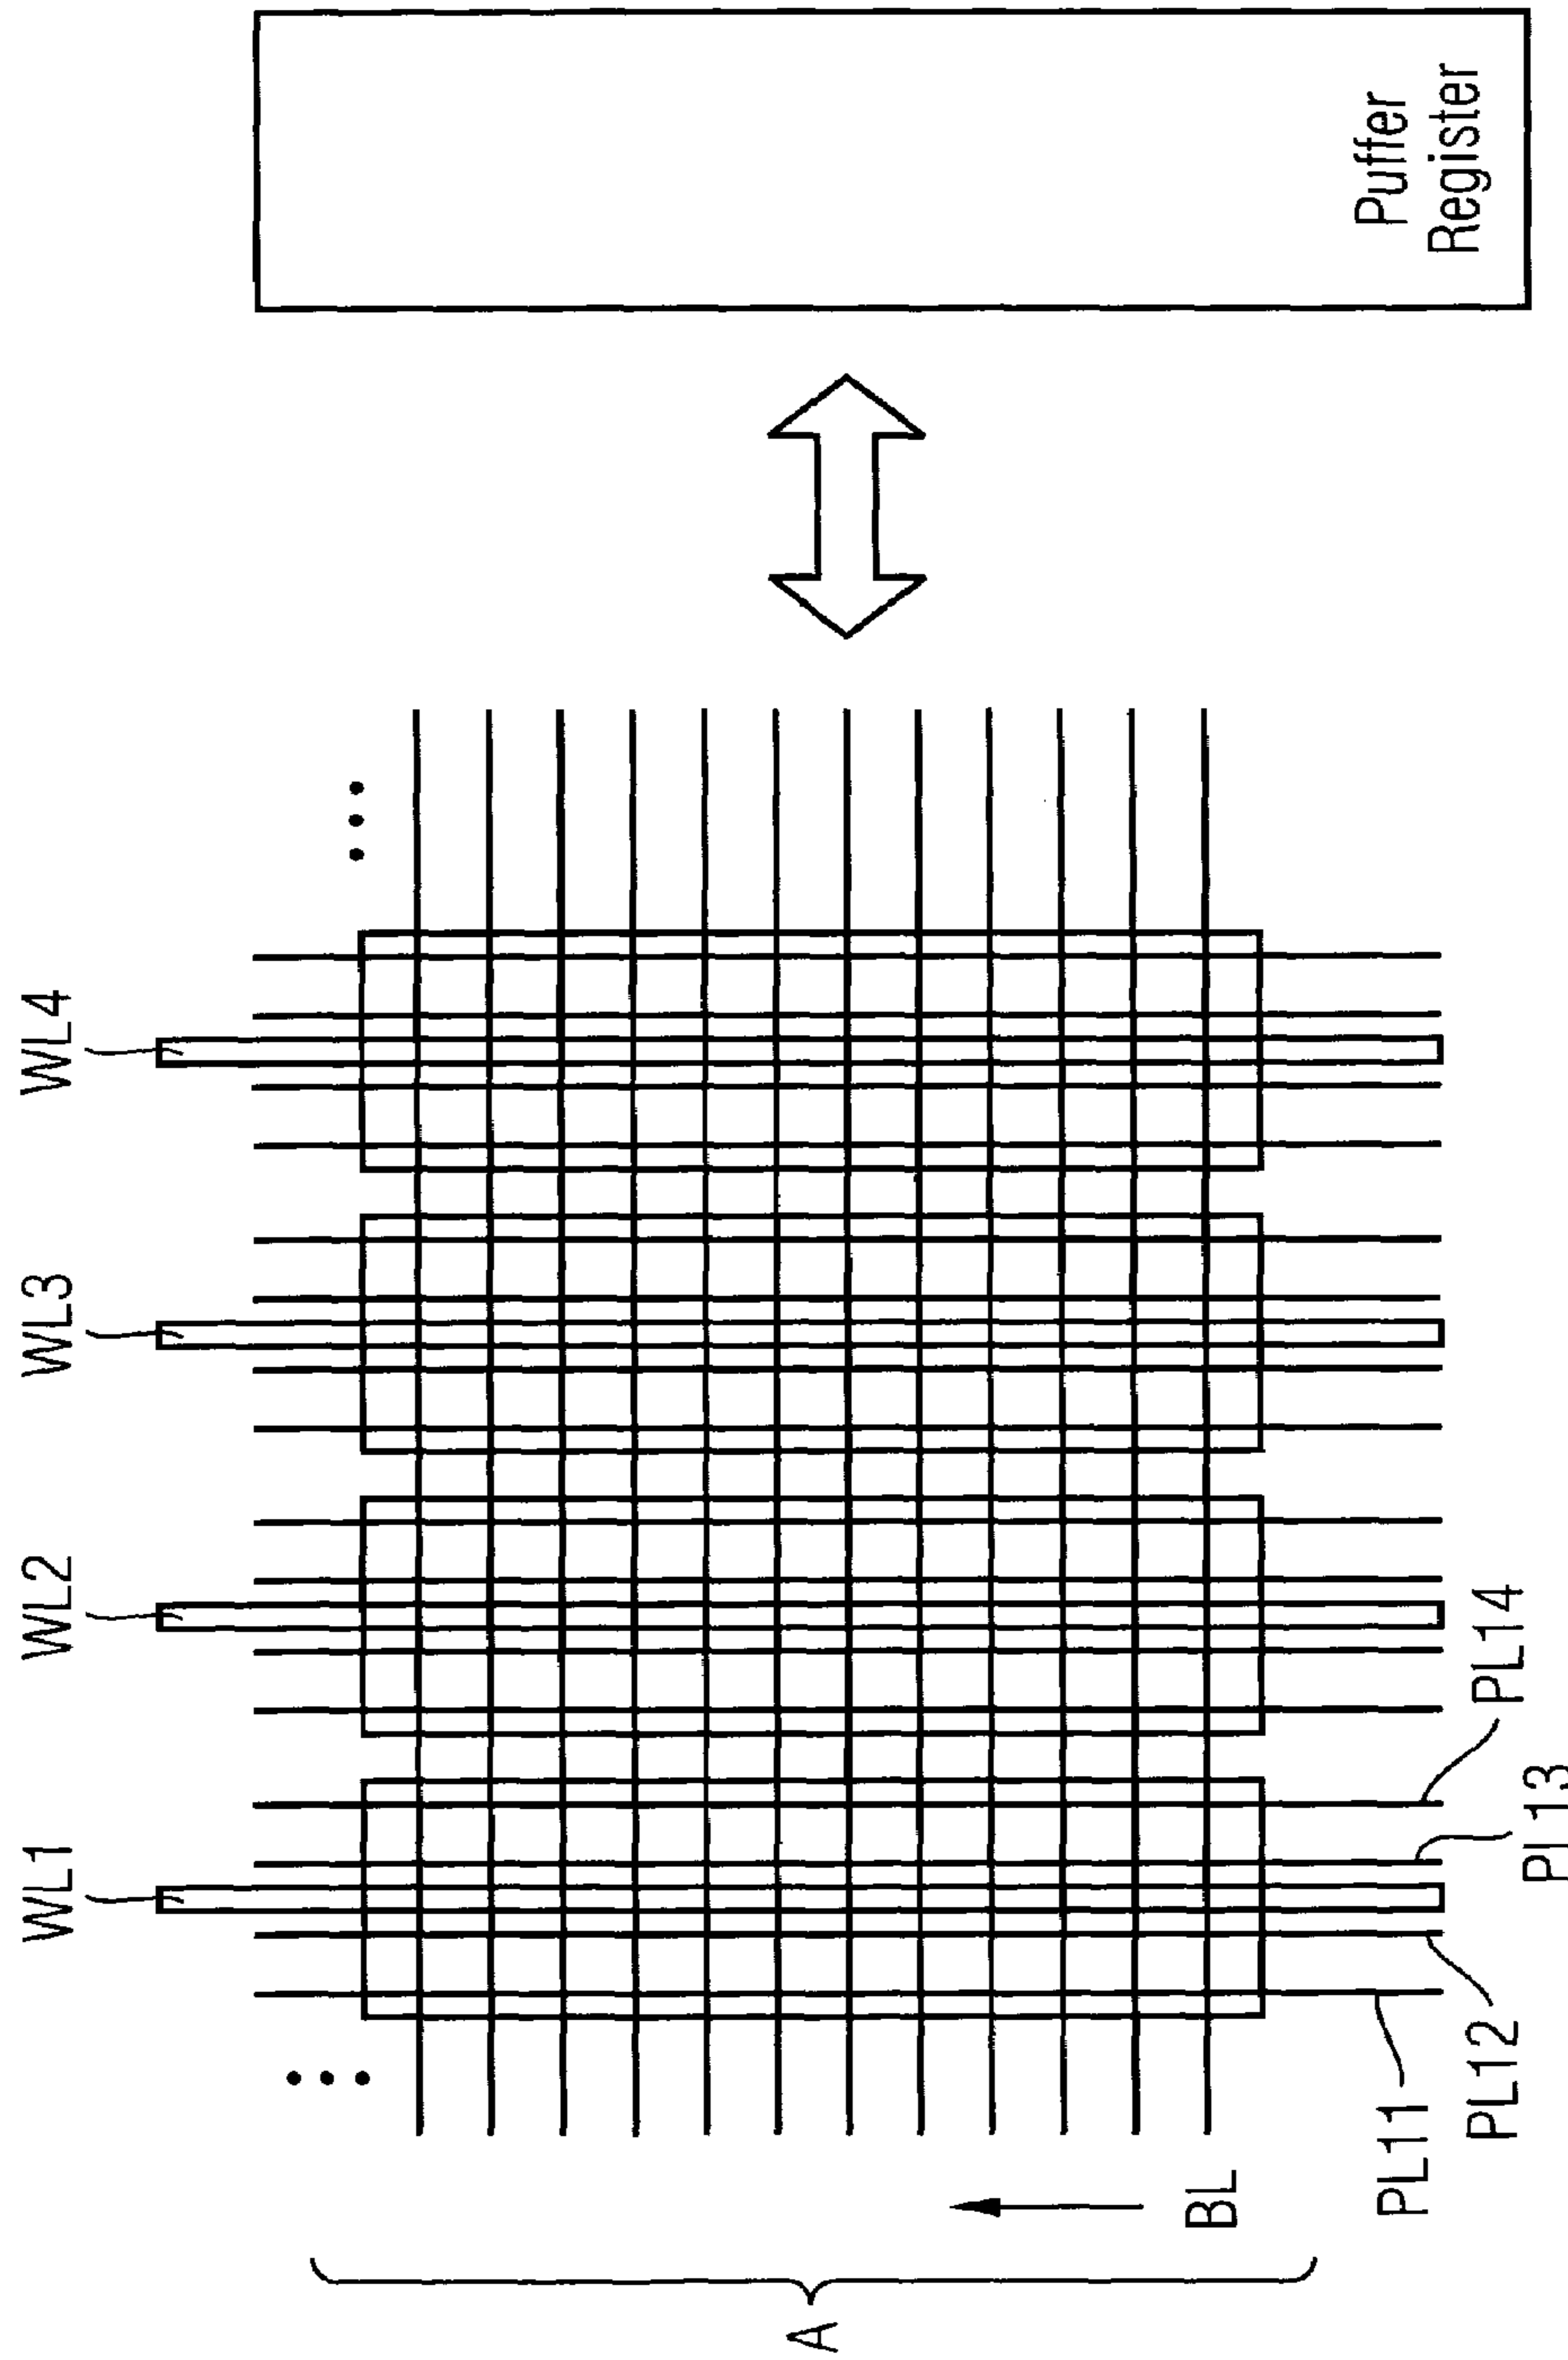 WL1
WL2
WL3
WL4
A
BL
PL11
PL12
PL13
PL14
Puffer
Register